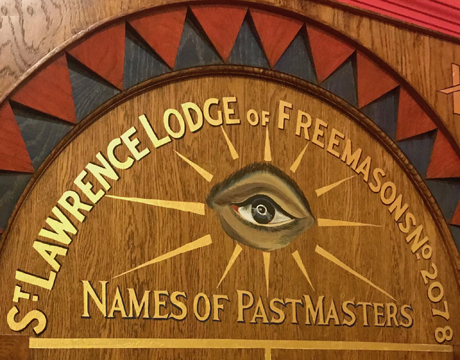 ST LAWRENCE LODGE OF FREEMASONS NO 2078
NAMES OF PAST MASTERS